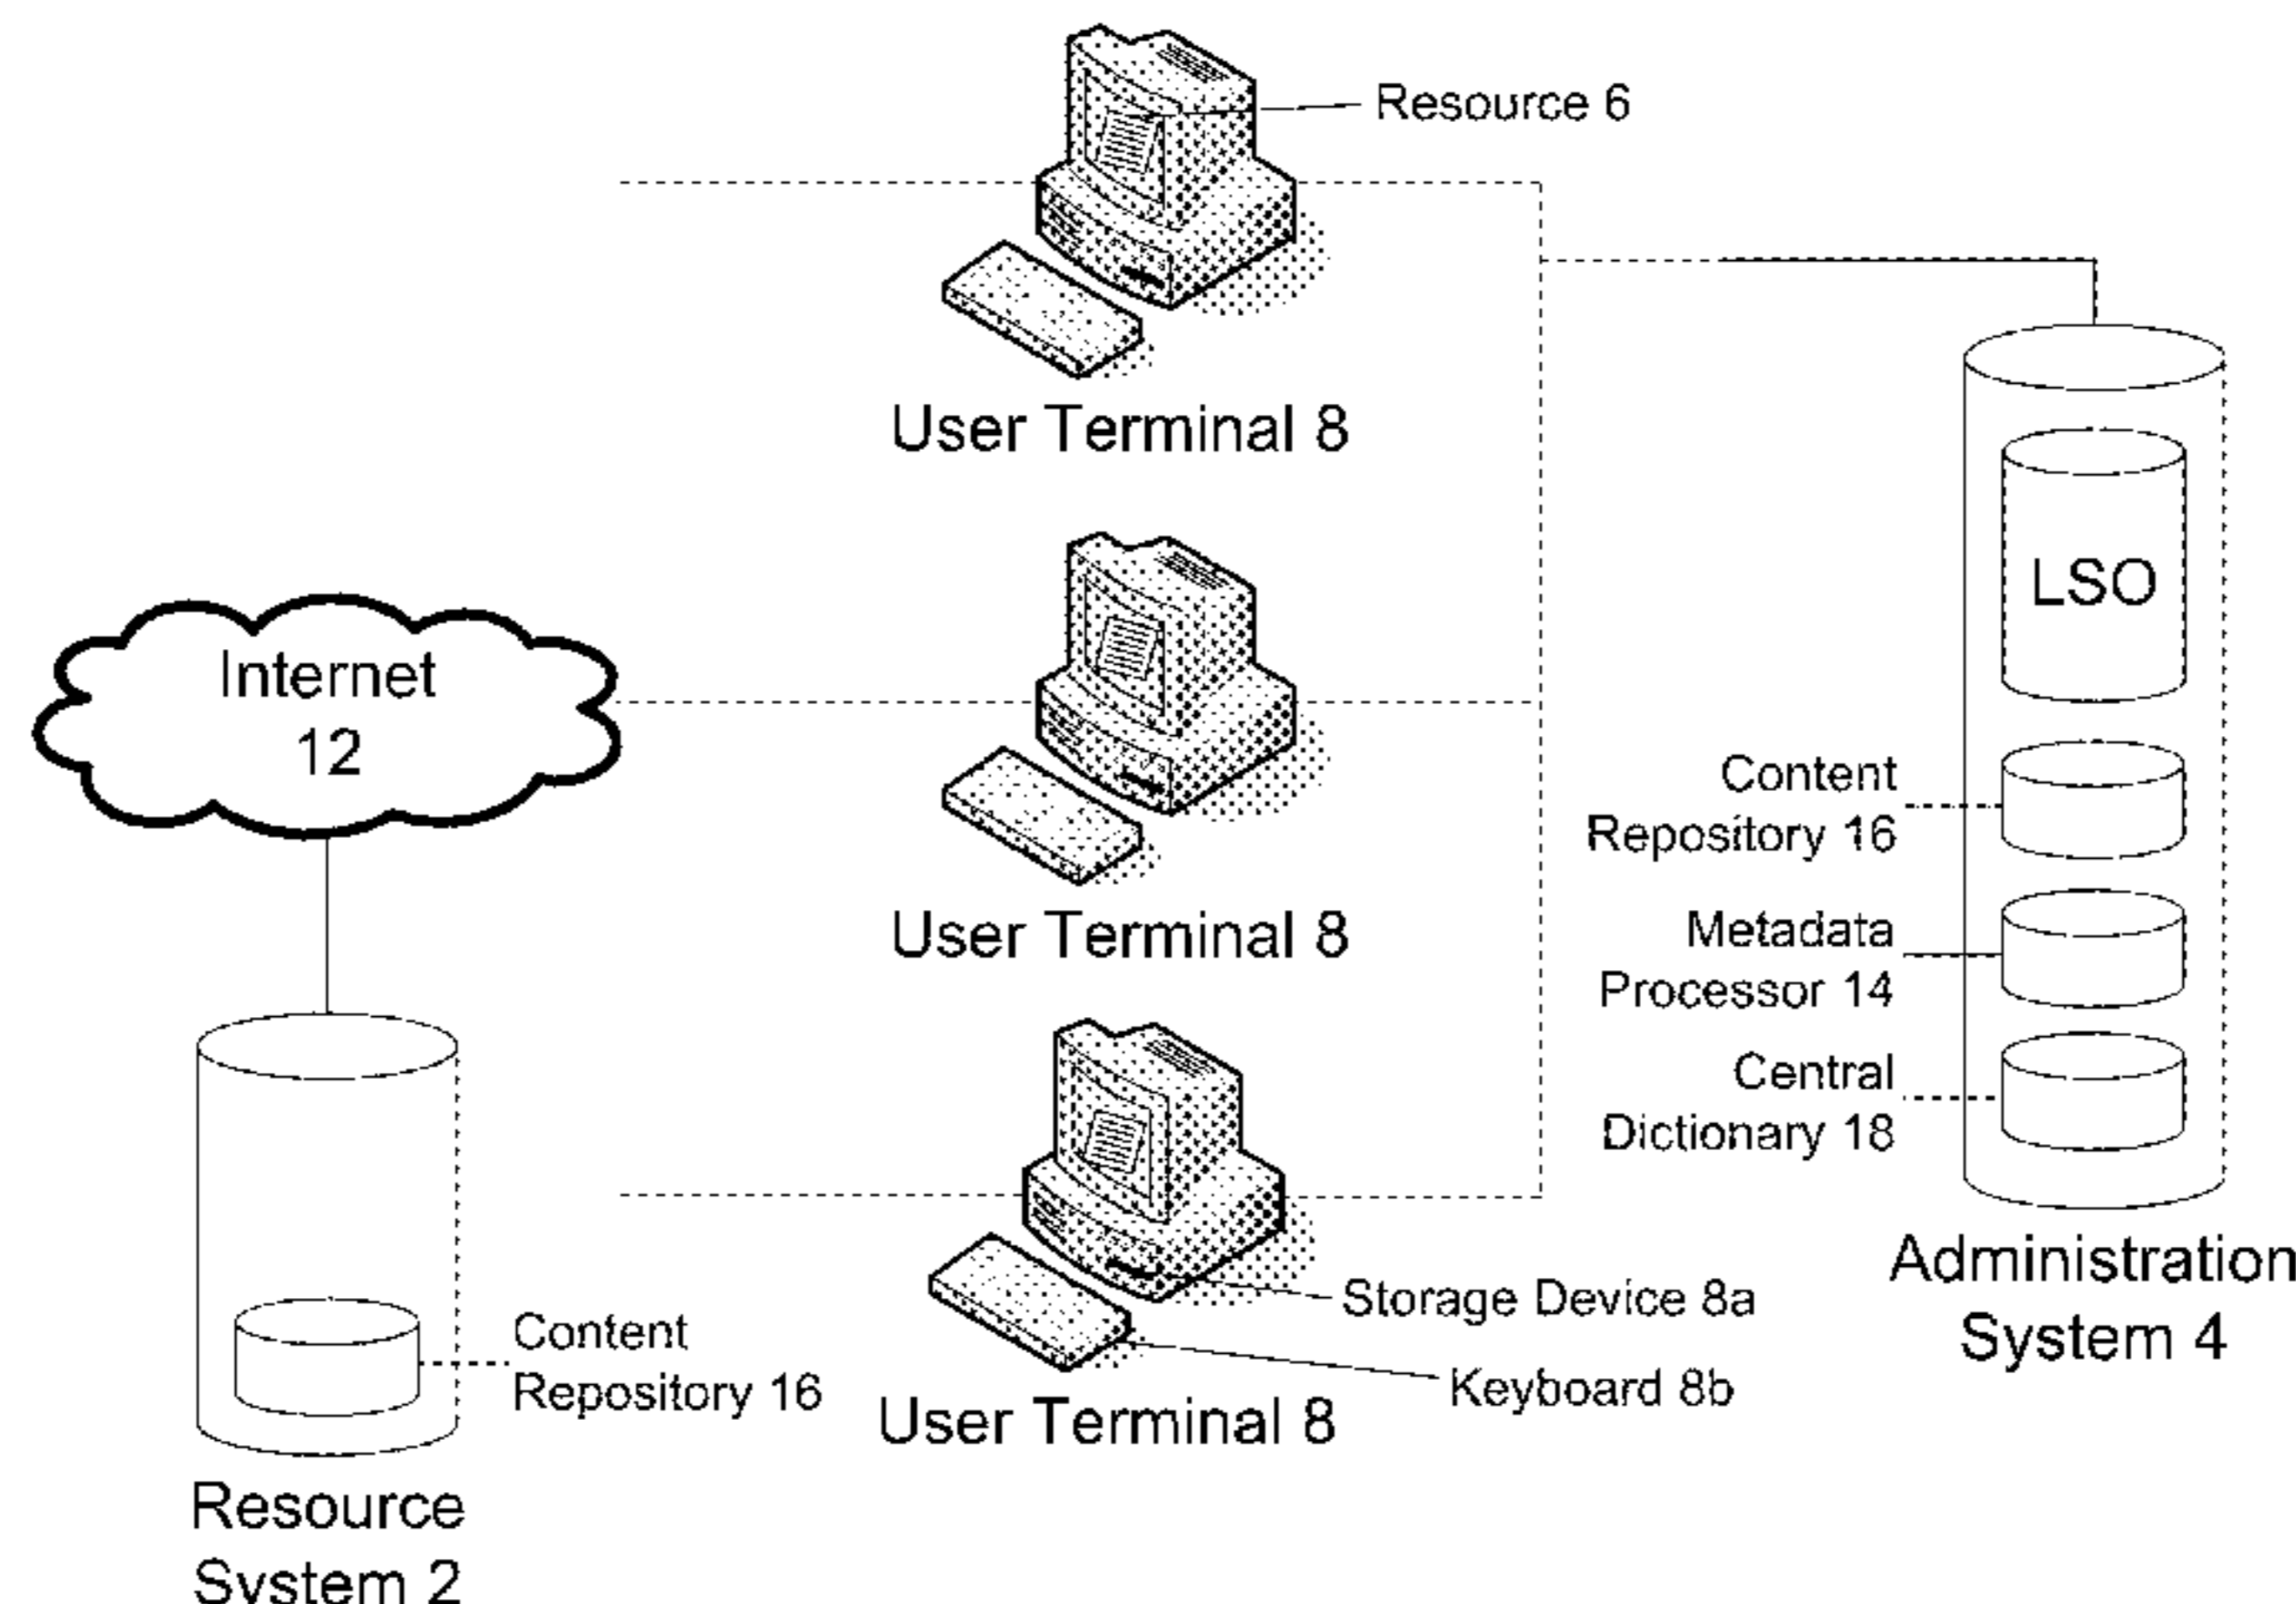 Resource 6
User Terminal 8
LSO
Internet
12
Content
Repository 16
User Terminal 8
Metadata
Processor 14
Central
Dictionary 18
Storage Device 8a
Administration
System 4
Content
Repository 16
Keyboard 8b
User Terminal 8
Resource
System 2